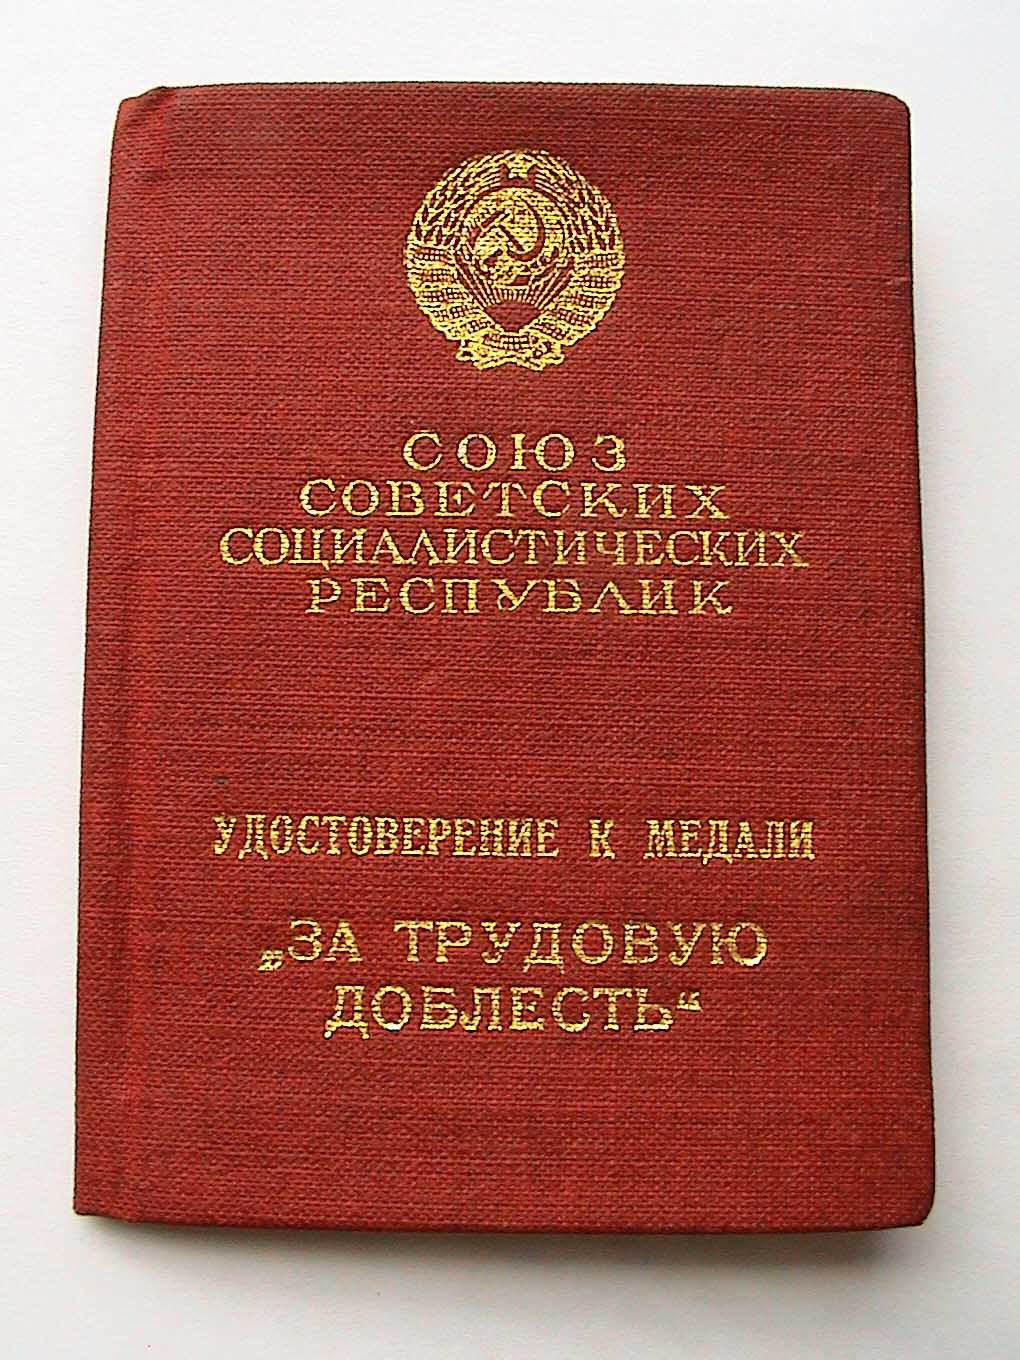 СОЮЗ
СОВЕТСКИХ
СОЦИАЛИСТИЧЕСКИХ
РЕСПУБЛИК
УДОСТОВЕРЕНИЕ К МЕДАЛИ
„ЗА ТРУДОВУЮ
ДОБЛЕСТЬ“